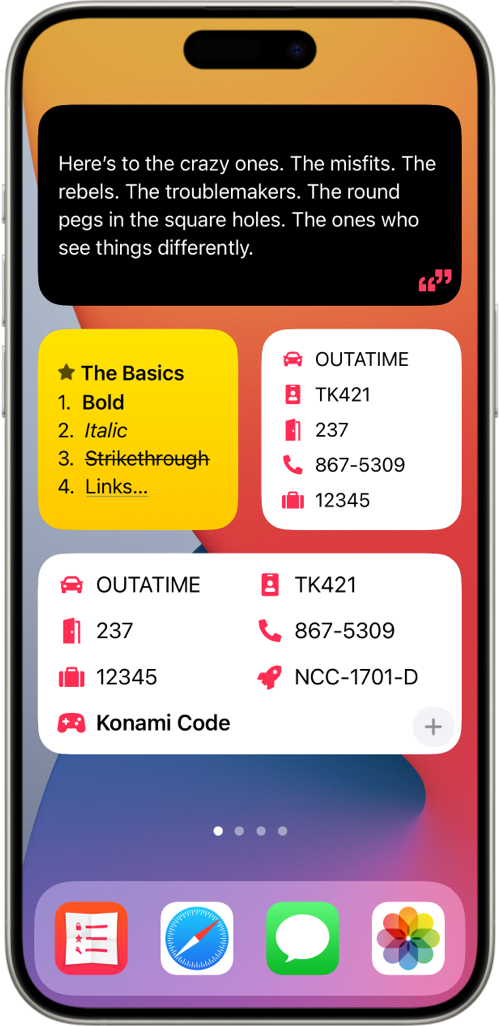 Here’s to the crazy ones. The misfits. The
rebels. The troublemakers. The round
pegs in the square holes. The ones who
see things differently.
The Basics
1. Bold
2. Italic
3. Strikethrough
4. Links...
OUTATIME
TK421
237
867-5309
12345
OUTATIME
TK421
237
867-5309
12345
NCC-1701-D
Konami Code